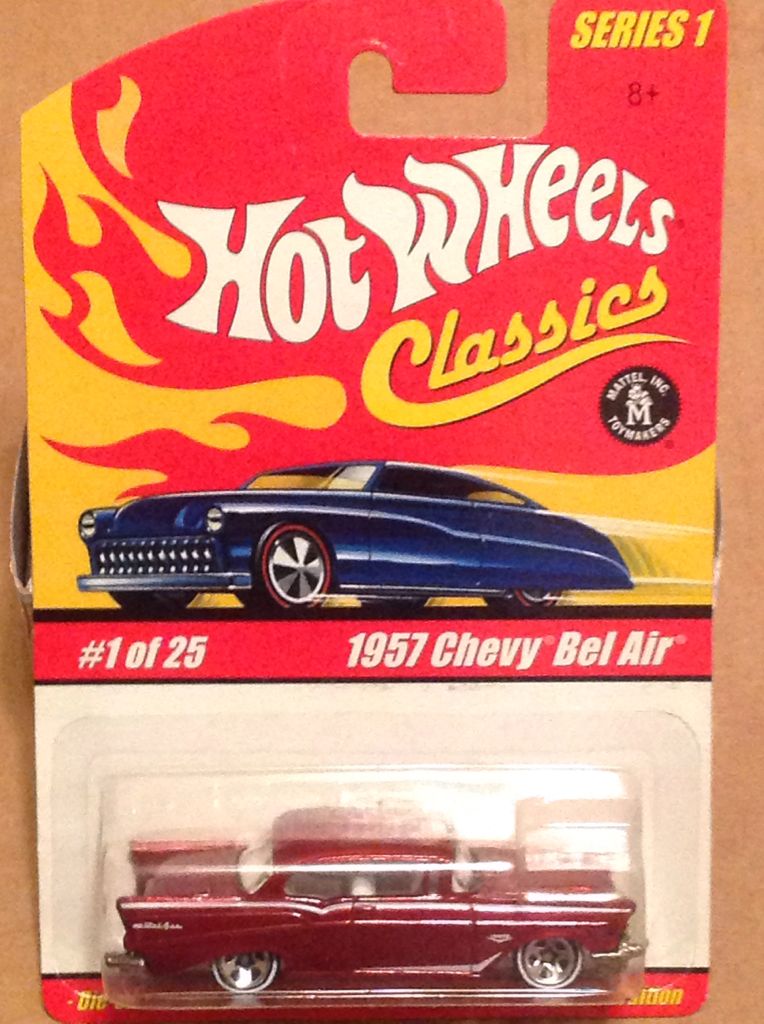 SERIES 1
8+
Hot Wheels
Classics
MATTEL, INC.
M
TOYMAKERS
#1 of 25
1957 Chevy® Bel Air®